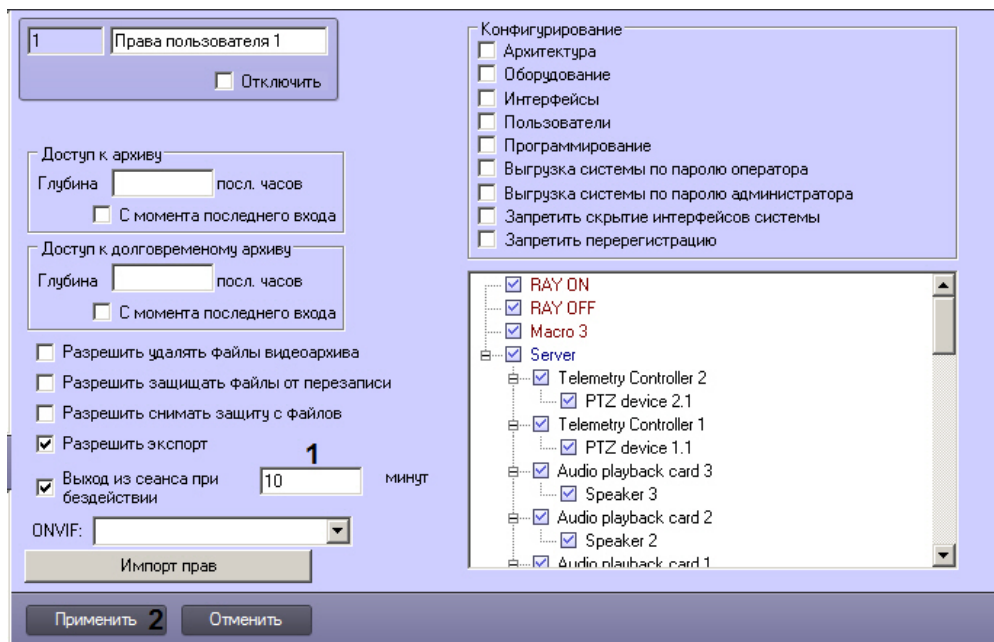 1 Права пользователя 1
Отключить
Доступ к архиву
Глубина посл. часов
С момента последнего входа
Доступ к долговременому архиву
Глубина посл. часов
С момента последнего входа
Разрешить удалять файлы видеоархива
Разрешить защищать файлы от перезаписи
Разрешить снимать защиту с файлов
Разрешить экспорт
1
Выход из сеанса при
бездействии
10 минут
ONVIF:
Импорт прав
Конфигурирование
Архитектура
Оборудование
Интерфейсы
Пользователи
Программирование
Выгрузка системы по паролю оператора
Выгрузка системы по паролю администратора
Запретить скрытие интерфейсов системы
Запретить перерегистрацию
RAY ON
RAY OFF
Macro 3
Server
Telemetry Controller 2
PTZ device 2.1
Telemetry Controller 1
PTZ device 1.1
Audio playback card 3
Speaker 3
Audio playback card 2
Speaker 2
Audio playback card 1
Применить 2 Отменить